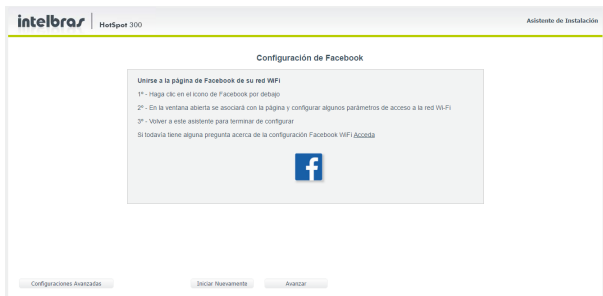 intelbras HotSpot 300
Asistente de Instalación
Configuración de Facebook
Unirse a la página de Facebook de su red WiFi
1º - Haga clic en el icono de Facebook por debajo
2º - En la ventana abierta se asociará con la página y configurar algunos parámetros de acceso a la red Wi-Fi
3º - Volver a este asistente para terminar de configurar
Si todavía tiene alguna pregunta acerca de la configuración Facebook WiFi Acceda
f
Configuraciones Avanzadas
Iniciar Nuevamente
Avanzar